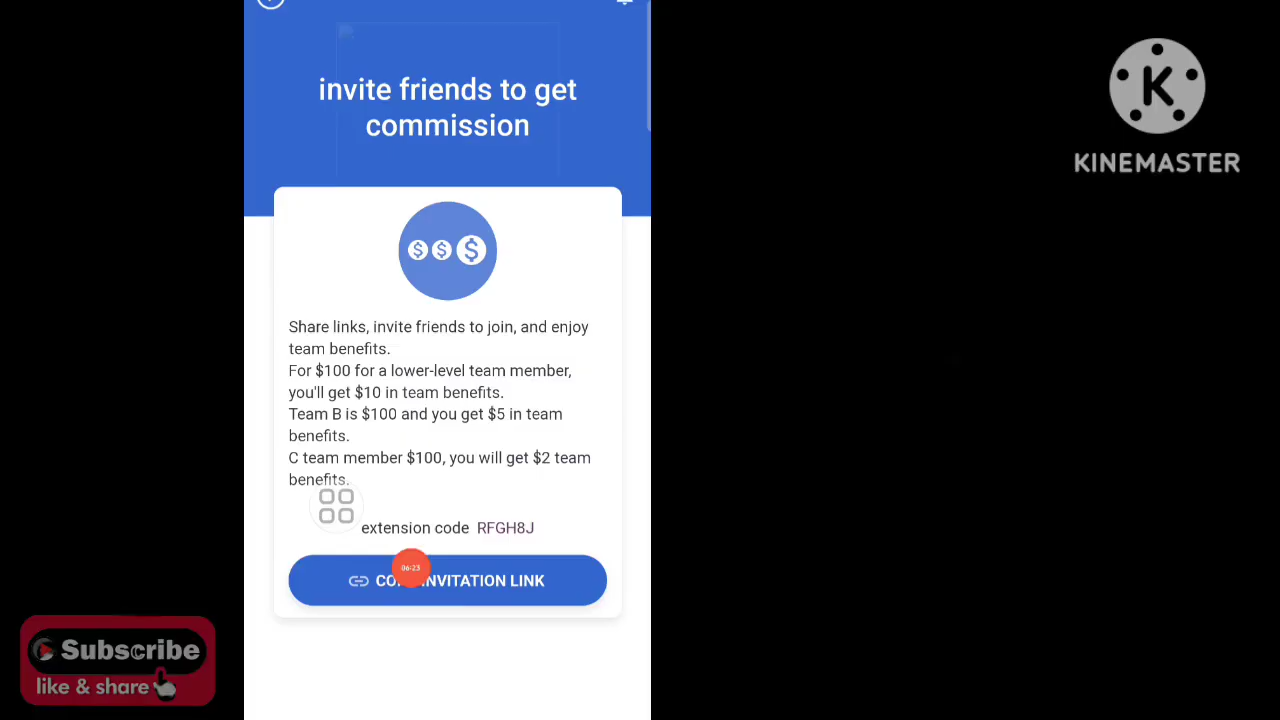 invite friends to get
commission
Share links, invite friends to join, and enjoy
team benefits.
For $100 for a lower-level team member,
you'll get $10 in team benefits.
Team B is $100 and you get $5 in team
benefits.
C team member $100, you will get $2 team
benefits.
extension code RFGH8J
06:23
INVITATION LINK
KINEMASTER
Subscribe
like & share